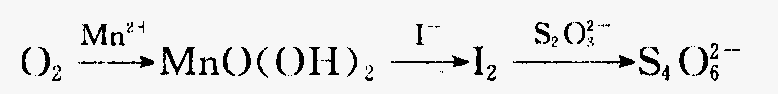 O₂ —Mn²⁺→ MnO(OH)₂ —I⁻→ I₂ —S₂O₃²⁻→ S₄O₆²⁻